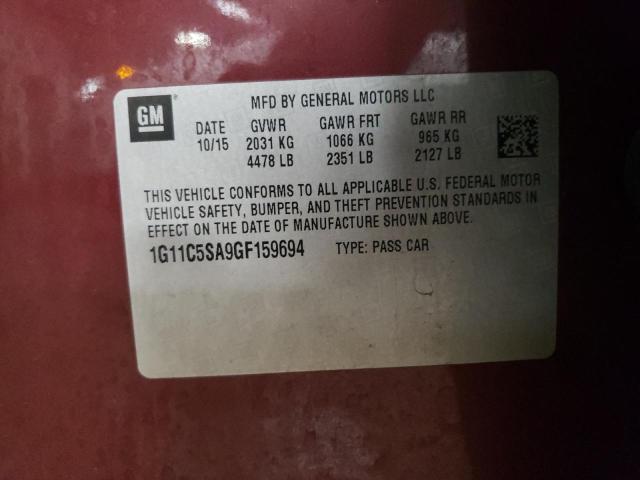 GM
MFD BY GENERAL MOTORS LLC
DATE GVWR GAWR FRT GAWR RR
10/15 2031 KG 1066 KG 965 KG
4478 LB 2351 LB 2127 LB
THIS VEHICLE CONFORMS TO ALL APPLICABLE U.S. FEDERAL MOTOR
VEHICLE SAFETY, BUMPER, AND THEFT PREVENTION STANDARDS IN
EFFECT ON THE DATE OF MANUFACTURE SHOWN ABOVE.
1G11C5SA9GF159694 TYPE: PASS CAR